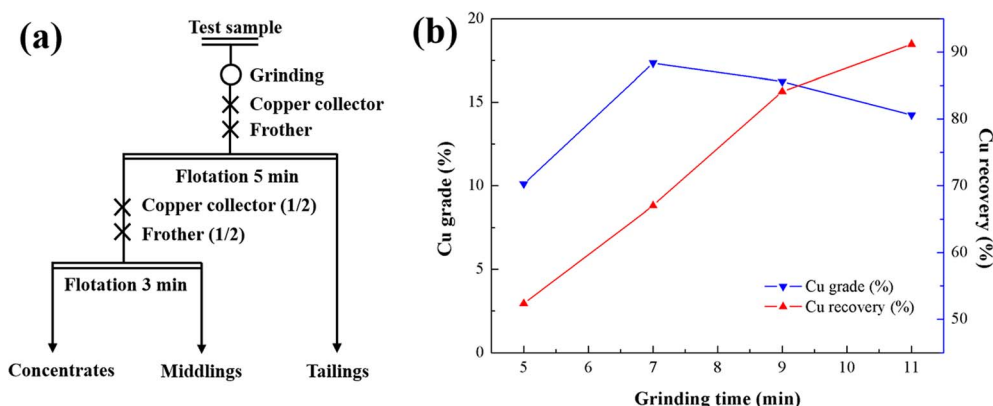 (a)
Test sample
Grinding
Copper collector
Frother
Flotation 5 min
Copper collector (1/2)
Frother (1/2)
Flotation 3 min
Concentrates Middlings Tailings
(b)
Cu grade (%)
20
15
10
5
0
Cu recovery (%)
90
80
70
60
50
Cu grade (%)
Cu recovery (%)
5 6 7 8 9 10 11
Grinding time (min)